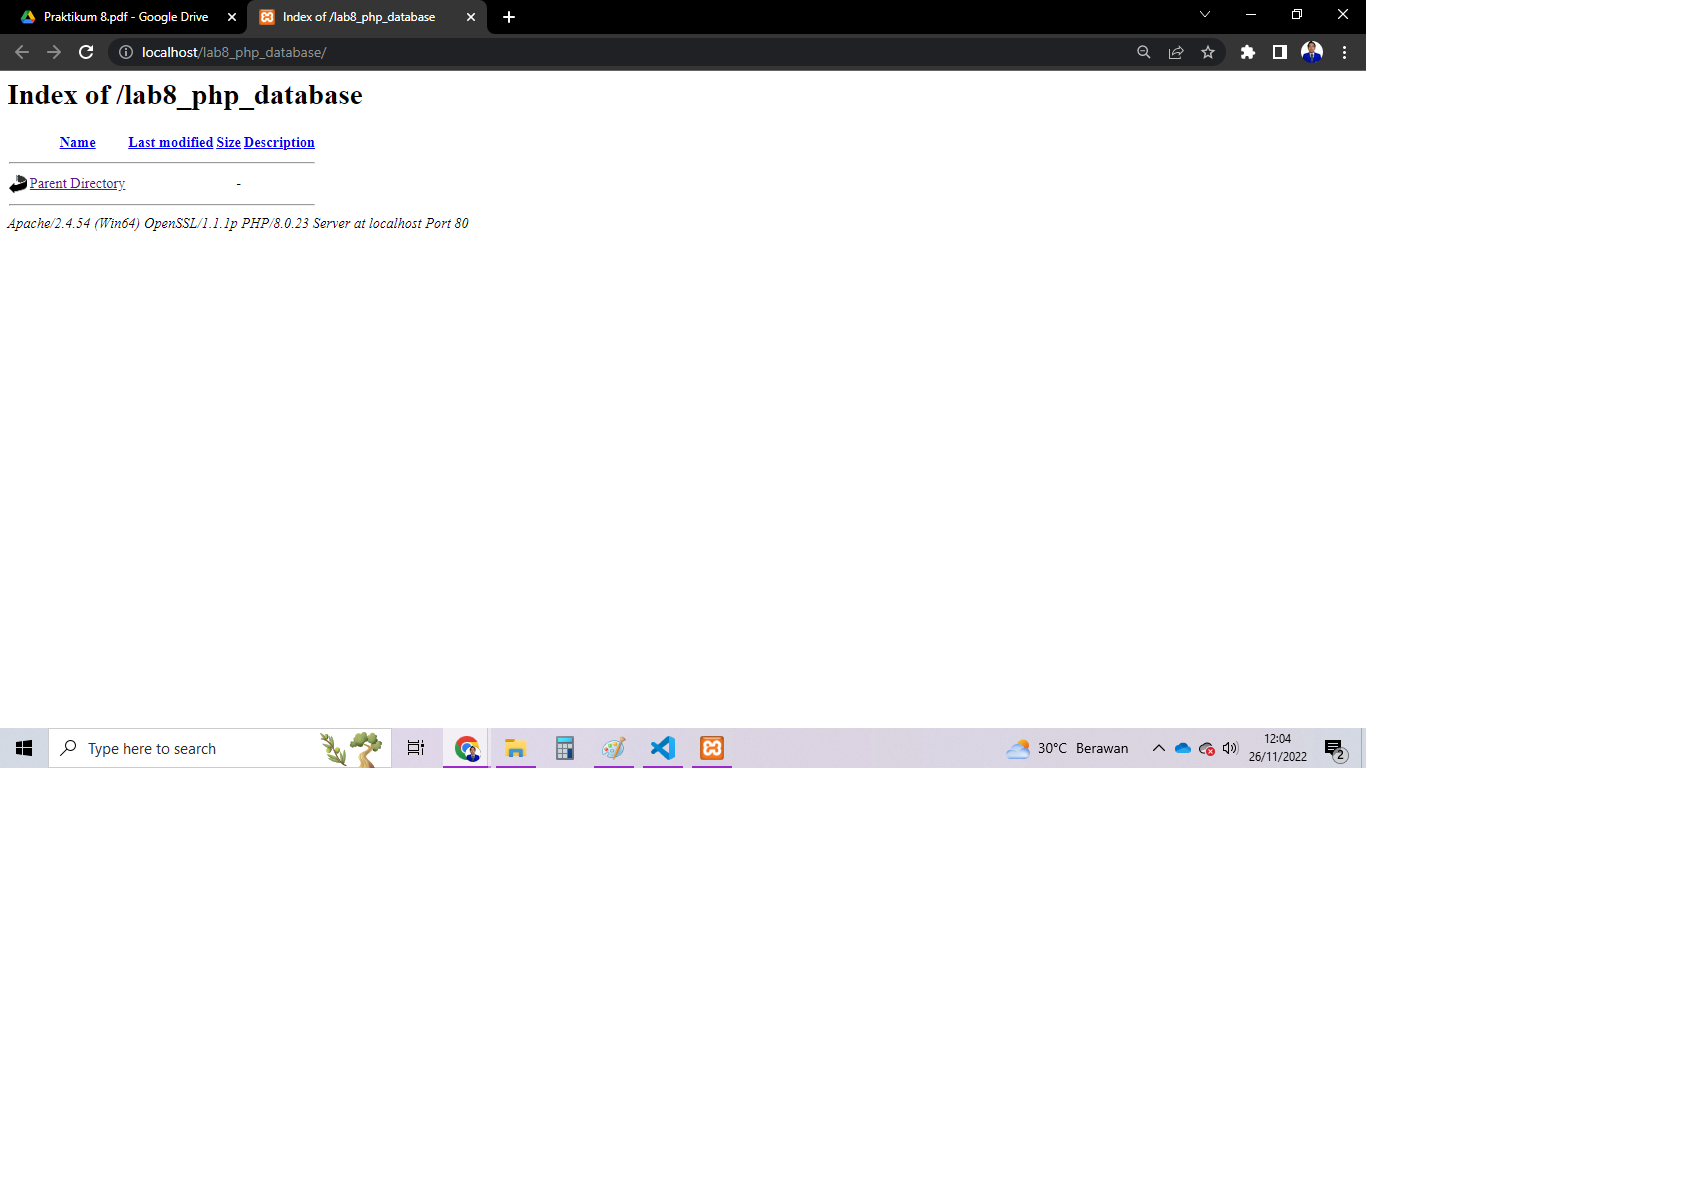 Praktikum 8.pdf - Google Drive
Index of /lab8_php_database
localhost/lab8_php_database/
Index of /lab8_php_database
Name Last modified Size Description
Parent Directory -
Apache/2.4.54 (Win64) OpenSSL/1.1.1p PHP/8.0.23 Server at localhost Port 80
Type here to search
30°C Berawan
12:04
26/11/2022
2